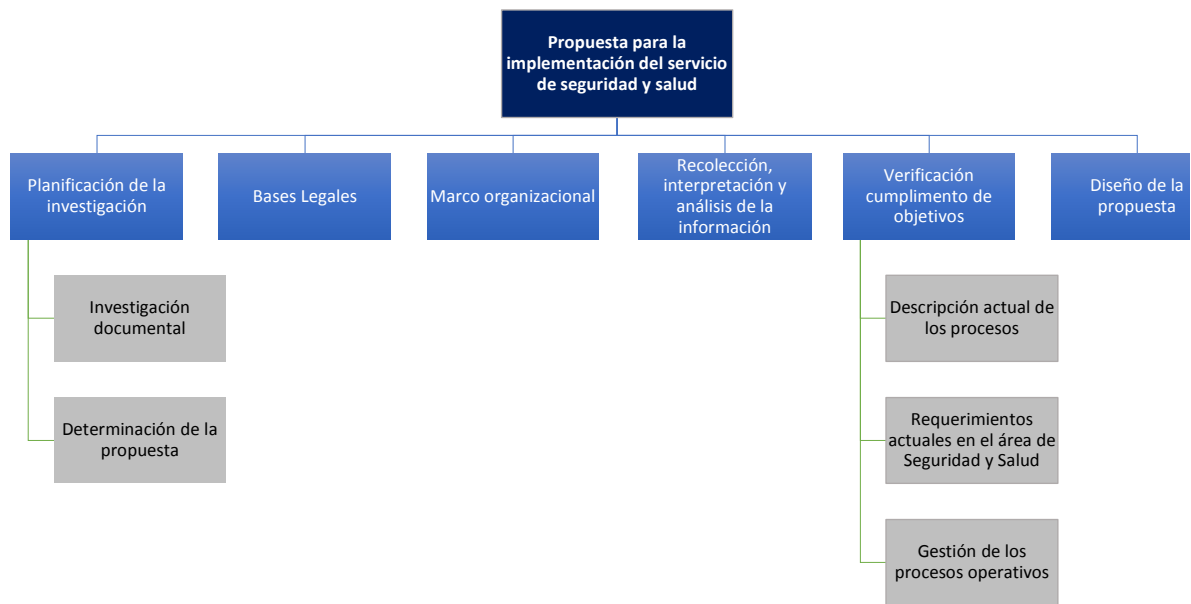 Propuesta para la
implementación del servicio
de seguridad y salud
Planificación de la
investigación
Bases Legales
Marco organizacional
Recolección,
interpretación y
análisis de la
información
Verificación
cumplimento de
objetivos
Diseño de la
propuesta
Investigación
documental
Determinación de la
propuesta
Descripción actual de
los procesos
Requerimientos
actuales en el área de
Seguridad y Salud
Gestión de los
procesos operativos